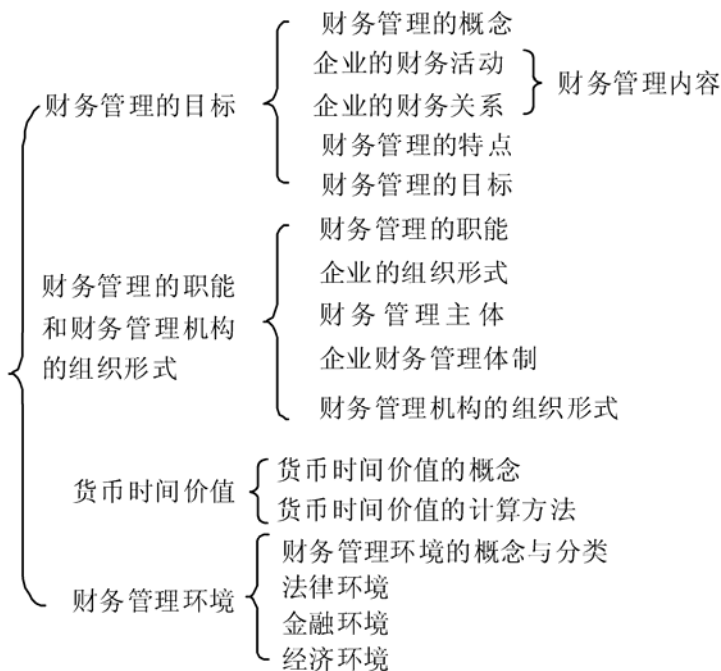 财务管理的目标
财务管理的概念
企业的财务活动
企业的财务关系
财务管理内容
财务管理的特点
财务管理的目标
财务管理的职能
和财务管理机构
的组织形式
财务管理的职能
企业的组织形式
财务管理主体
企业财务管理体制
财务管理机构的组织形式
货币时间价值
货币时间价值的概念
货币时间价值的计算方法
财务管理环境
财务管理环境的概念与分类
法律环境
金融环境
经济环境